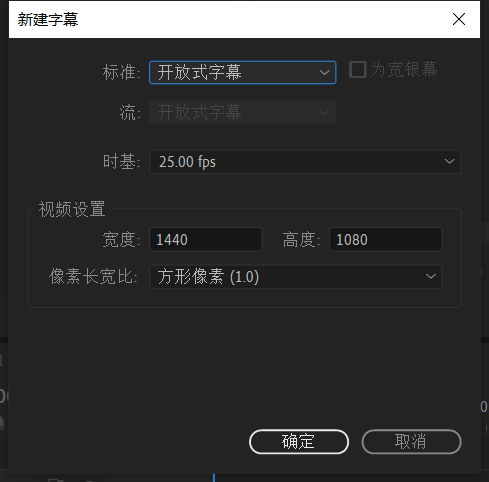 新建字幕
标准: 开放式字幕 为宽银幕
流: 开放式字幕
时基: 25.00 fps
视频设置
宽度: 1440 高度: 1080
像素长宽比: 方形像素 (1.0)
确定 取消